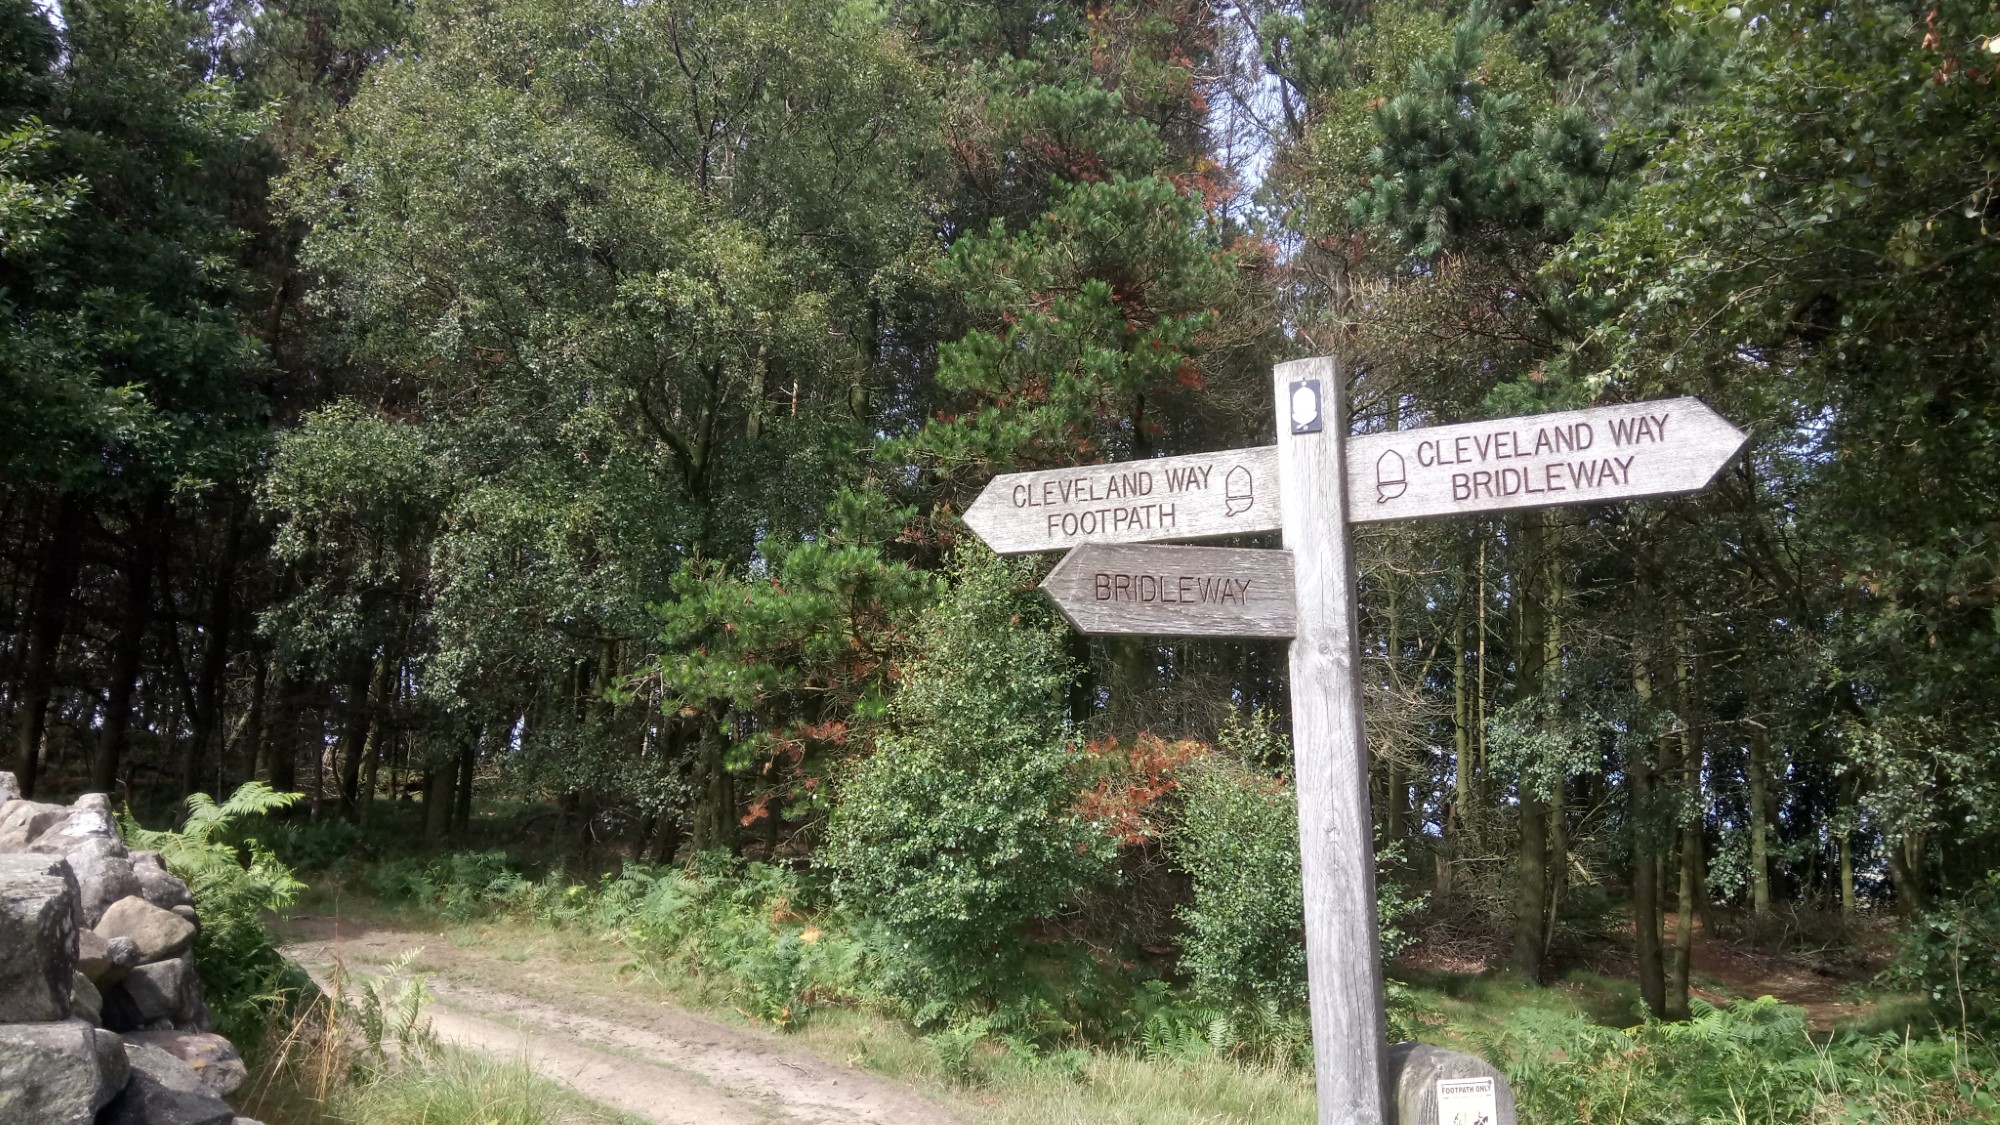 CLEVELAND WAY
FOOTPATH
CLEVELAND WAY
BRIDLEWAY
BRIDLEWAY
FOOTPATH ONLY